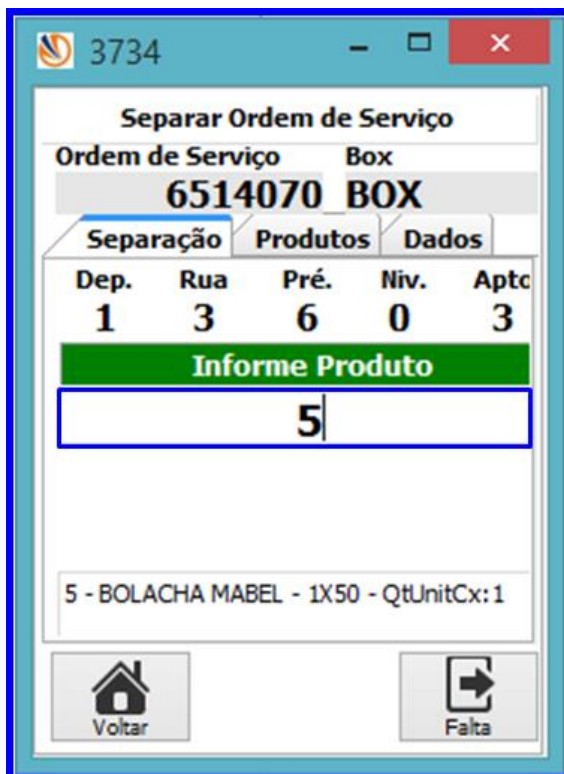 3734
Separar Ordem de Serviço
Ordem de Serviço Box
6514070 BOX
Separação Produtos Dados
Dep. Rua Pré. Niv. Apto
1 3 6 0 3
Informe Produto
5
5 - BOLACHA MABEL - 1X50 - QtUnitCx: 1
Voltar Falta